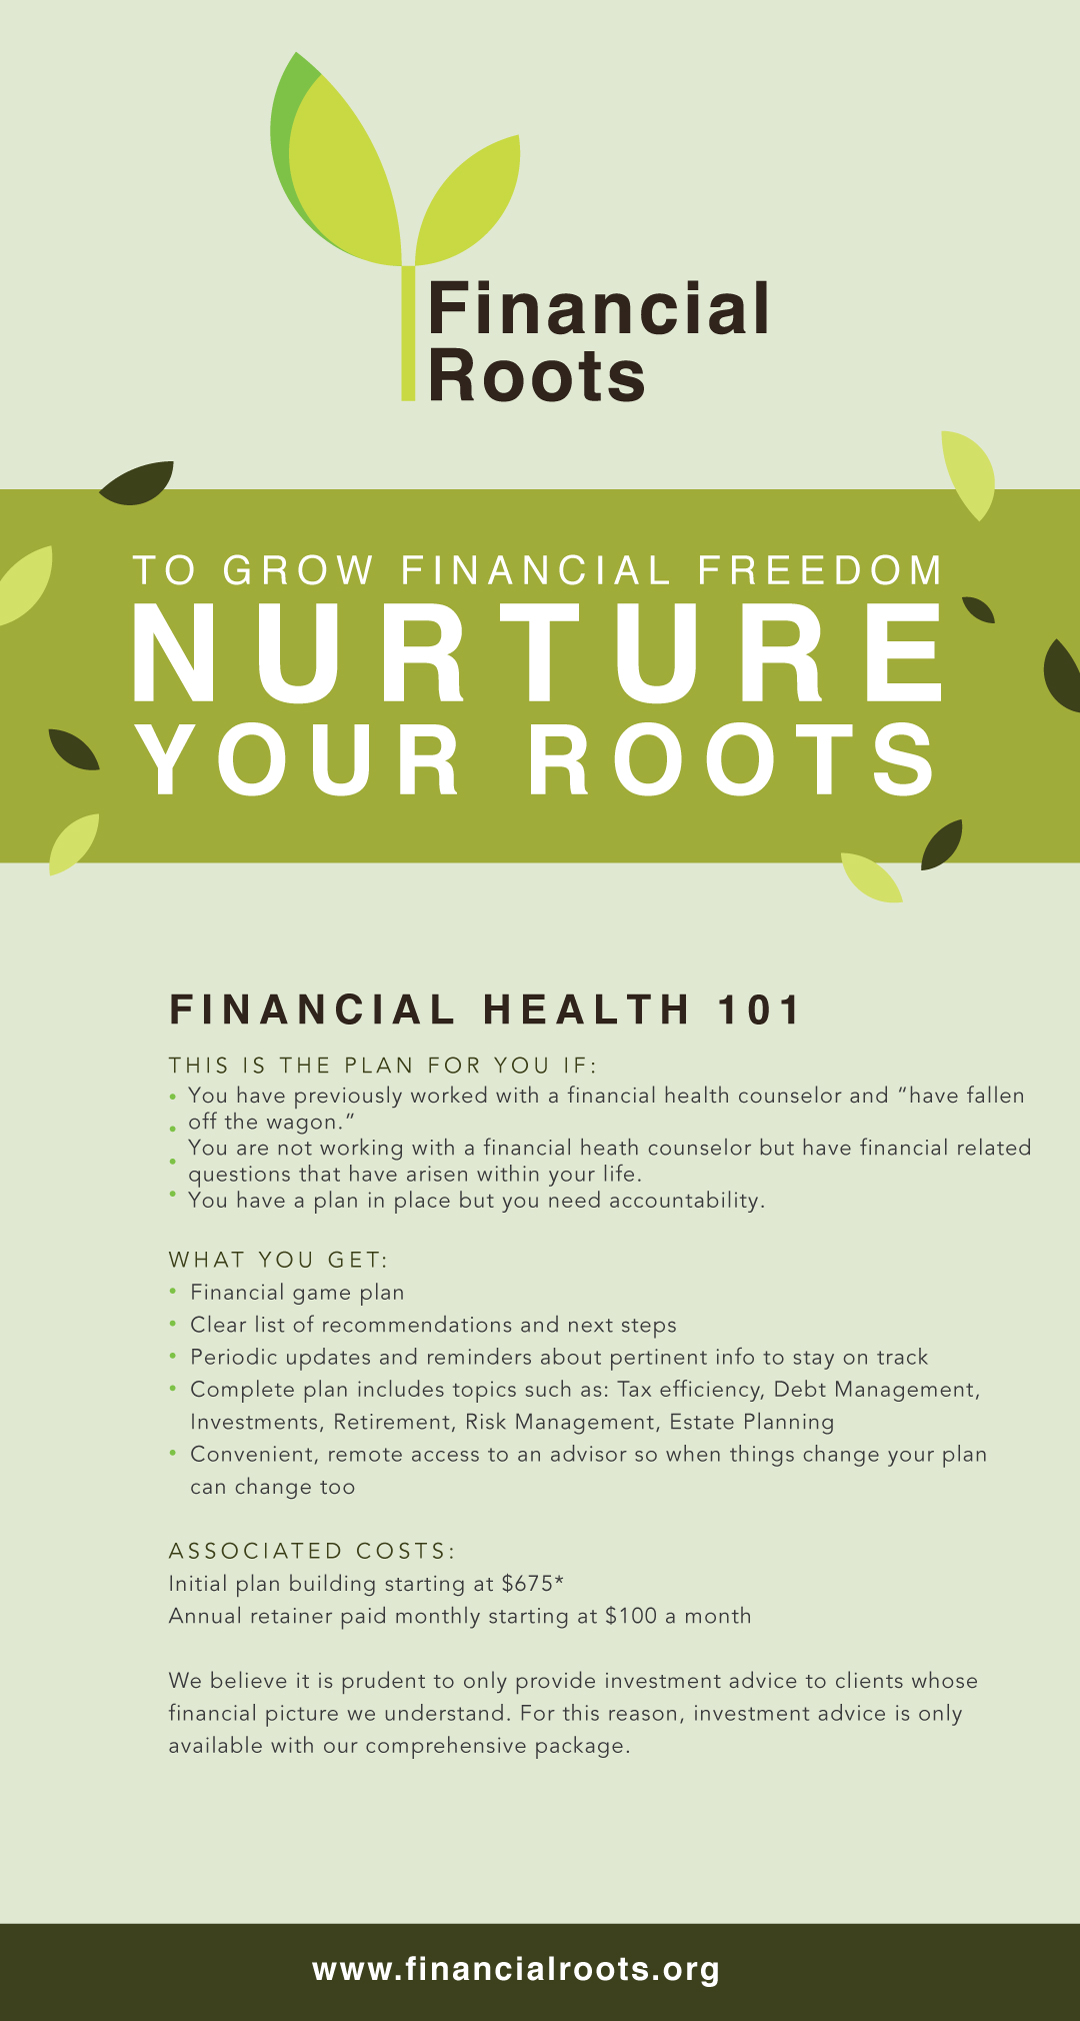 Financial
Roots
TO GROW FINANCIAL FREEDOM
NURTURE
YOUR ROOTS
FINANCIAL HEALTH 101
THIS IS THE PLAN FOR YOU IF:
• You have previously worked with a financial health counselor and “have fallen
• off the wagon.”
You are not working with a financial heath counselor but have financial related
• questions that have arisen within your life.
• You have a plan in place but you need accountability.
WHAT YOU GET:
• Financial game plan
• Clear list of recommendations and next steps
• Periodic updates and reminders about pertinent info to stay on track
• Complete plan includes topics such as: Tax efficiency, Debt Management,
Investments, Retirement, Risk Management, Estate Planning
• Convenient, remote access to an advisor so when things change your plan
can change too
ASSOCIATED COSTS:
Initial plan building starting at $675*
Annual retainer paid monthly starting at $100 a month
We believe it is prudent to only provide investment advice to clients whose
financial picture we understand. For this reason, investment advice is only
available with our comprehensive package.
www.financialroots.org